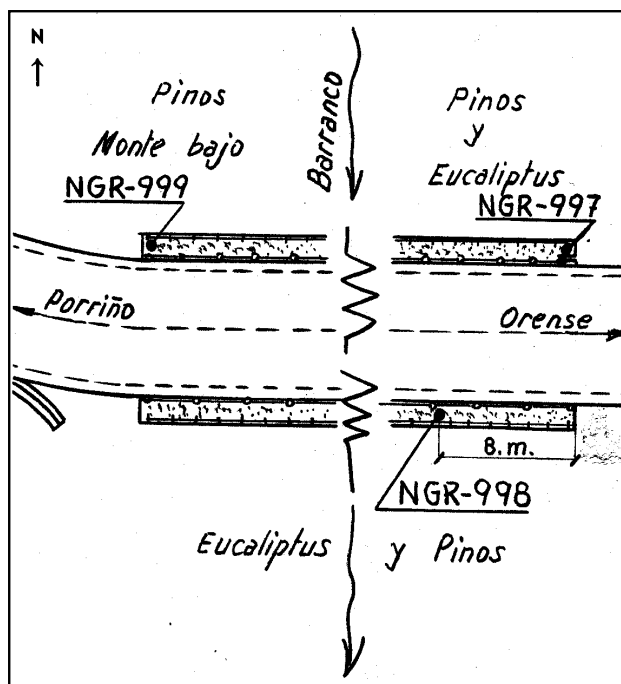 N
Pinos
Monte bajo
NGR-999
Barranco
Pinos
y
Eucaliptus
NGR-997
Porriño
Orense
8.m.
NGR-998
Eucaliptus y Pinos